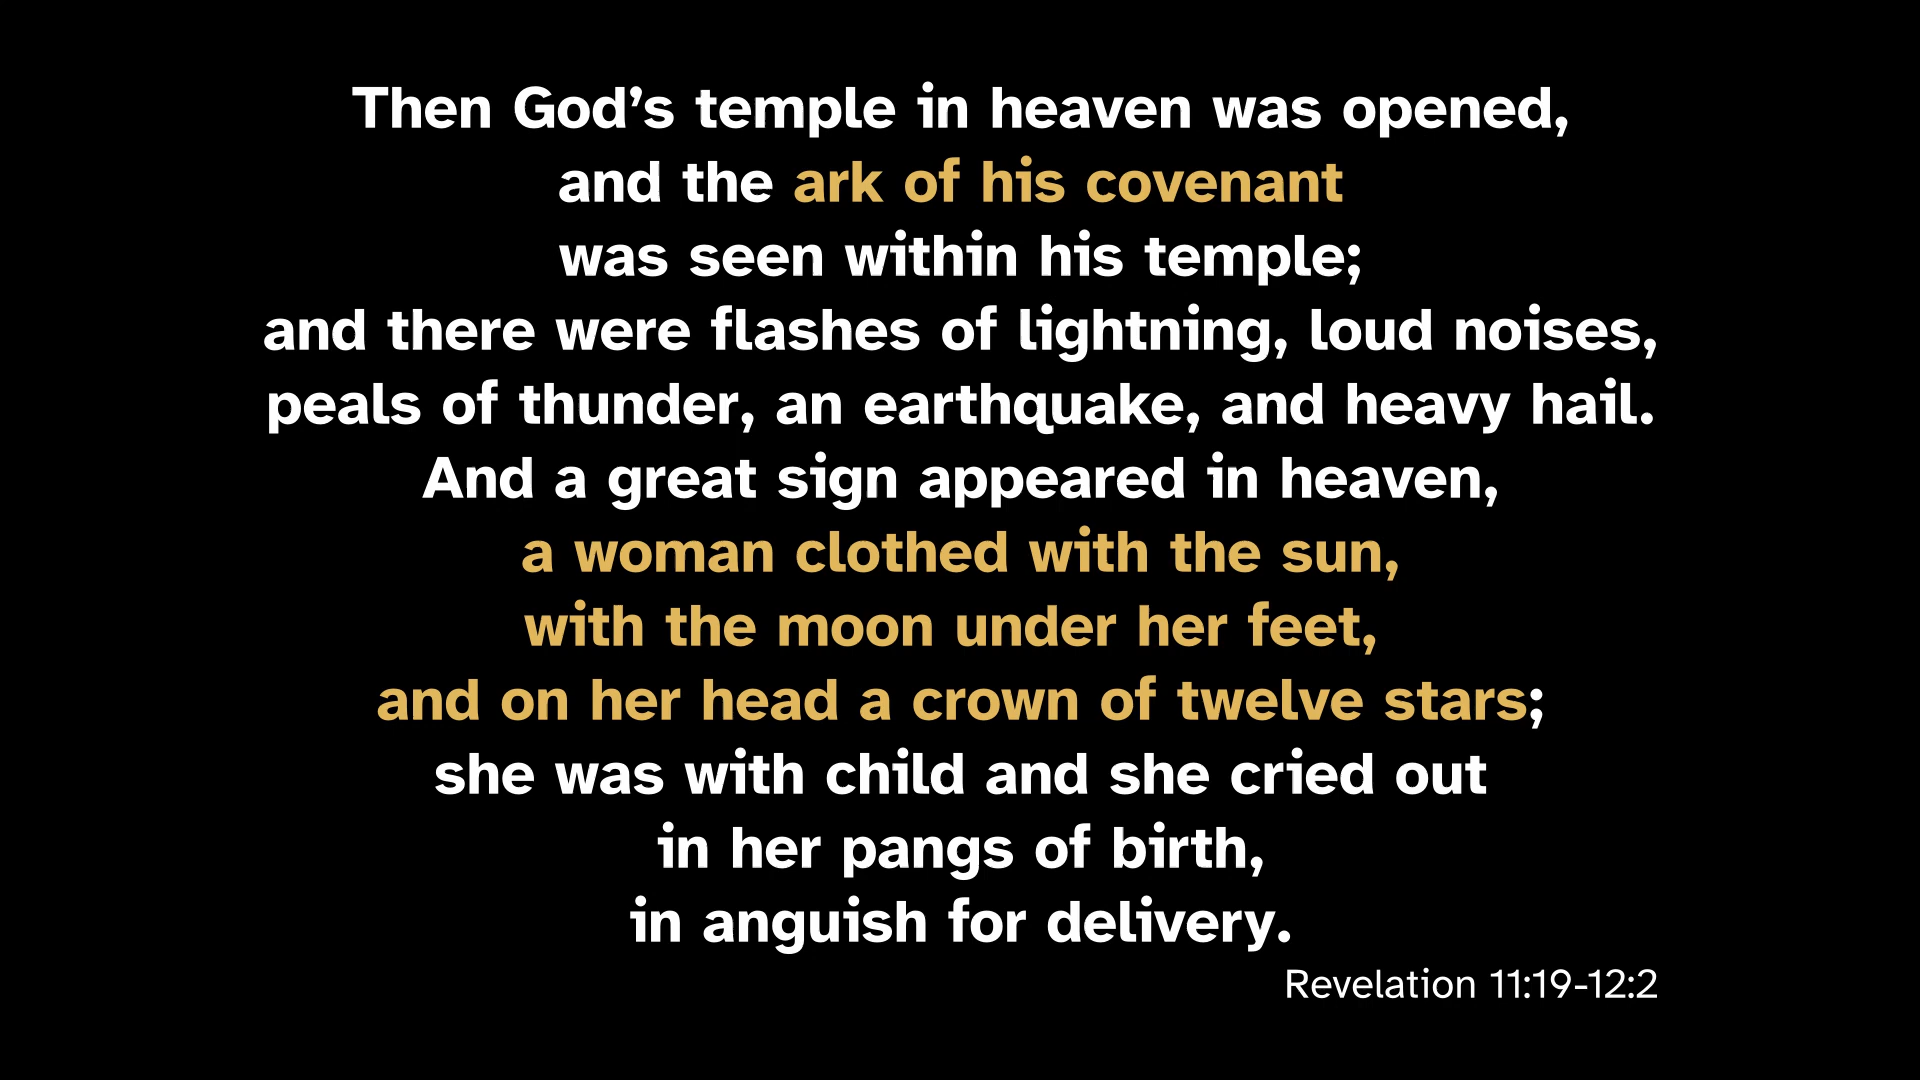 Then God’s temple in heaven was opened,
and the ark of his covenant
was seen within his temple;
and there were flashes of lightning, loud noises,
peals of thunder, an earthquake, and heavy hail.
And a great sign appeared in heaven,
a woman clothed with the sun,
with the moon under her feet,
and on her head a crown of twelve stars;
she was with child and she cried out
in her pangs of birth,
in anguish for delivery.
Revelation 11:19-12:2